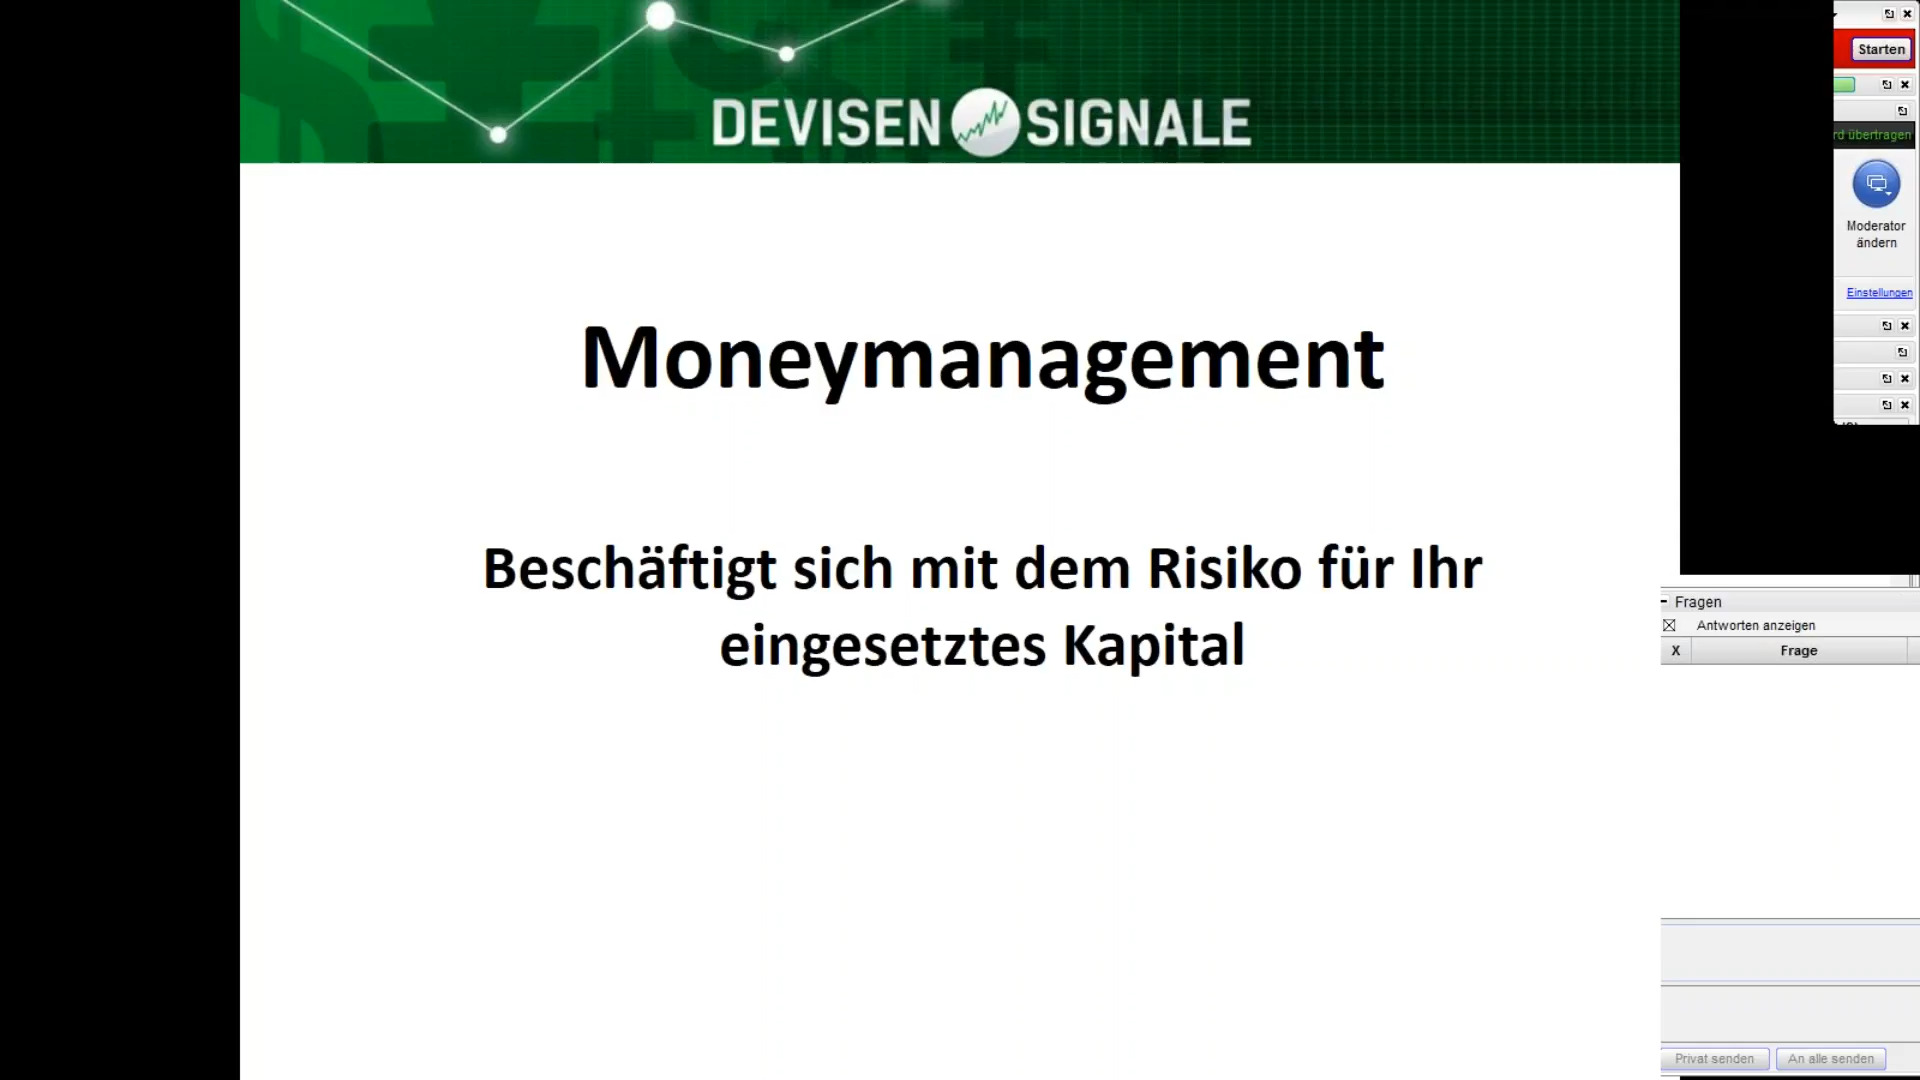 DEVISEN SIGNALE
Moneymanagement
Beschäftigt sich mit dem Risiko für Ihr
eingesetztes Kapital
Starten
rd übertragen
Moderator
ändern
Einstellungen
Fragen
Antworten anzeigen
X Frage
Privat senden An alle senden